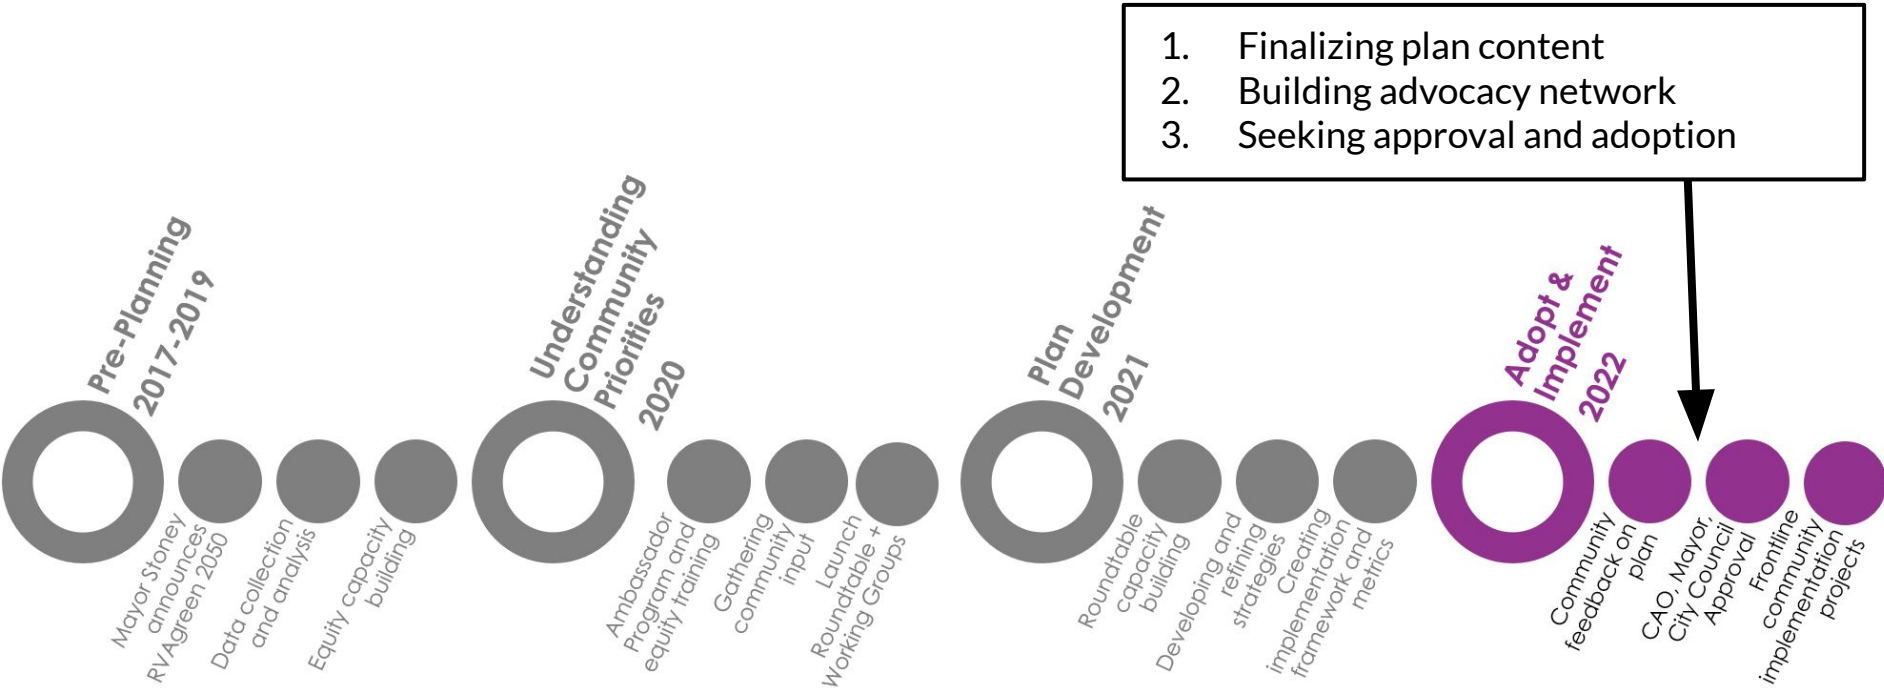 1. Finalizing plan content
2. Building advocacy network
3. Seeking approval and adoption
Pre-Planning
2017-2019
Mayor Stoney
announces
RVAgreen 2050
Data collection
and analysis
Equity capacity
building
Understanding
Community
Priorities
2020
Ambassador
Program and
equity training
Gathering
community
input
Launch
Roundtable +
Working Groups
Plan
Development
2021
Roundtable
capacity
building
Developing and
refining
strategies
Creating
implementation
framework and
metrics
Adopt &
Implement
2022
Community
feedback on
plan
CAO, Mayor,
City Council
Approval
Frontline
community
implementation
projects